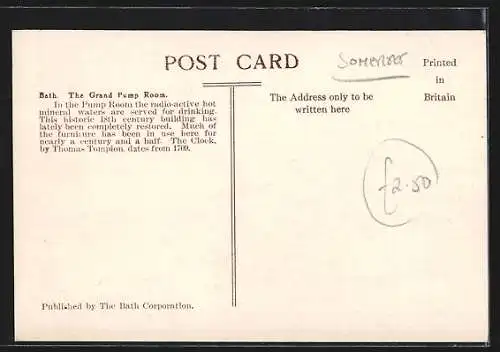 POST CARD
SOMERSET
Printed
in
Britain
Bath. The Grand Pump Room.
In the Pump Room the radio-active hot
mineral waters are served for drinking.
This historic 18th century building has
lately been completely restored. Much of
the furniture has been in use here for
nearly a century and a half. The Clock,
by Thomas Tompion, dates from 1709.
The Address only to be
written here
£2.50
Published by The Bath Corporation.